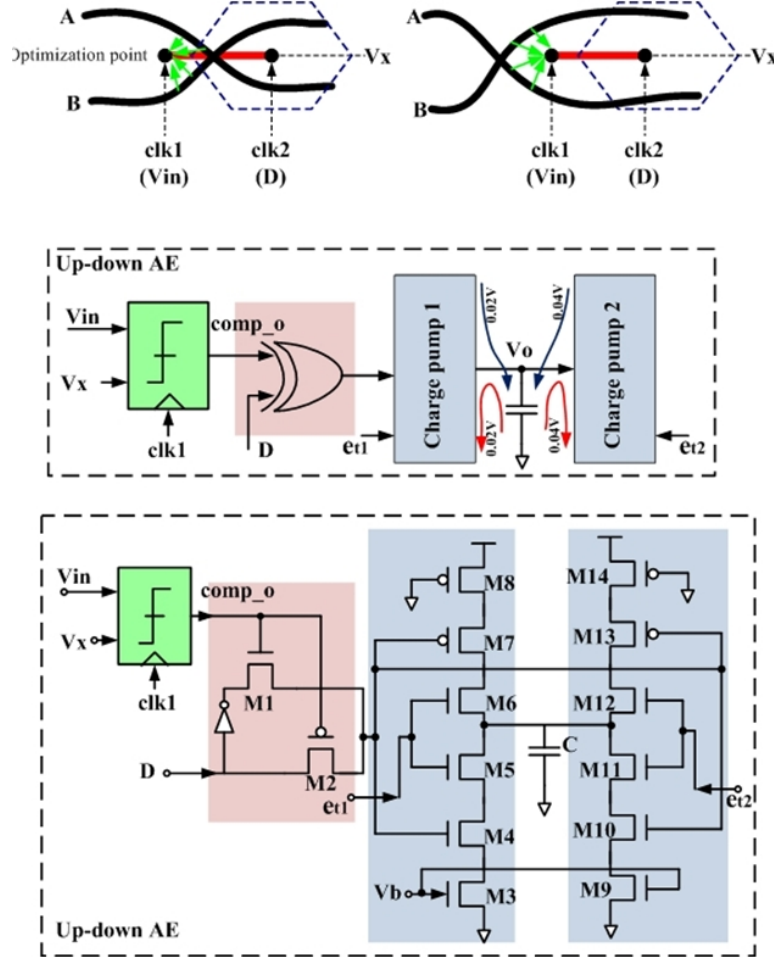 A
A
Optimization point
Vx
Vx
B
B
clk1
(Vin)
clk2
(D)
clk1
(Vin)
clk2
(D)
Up-down AE
Vin
comp_o
Vx
clk1
D
et1
Charge pump 1
0.02V
0.04V
Vo
0.02V
0.04V
Charge pump 2
et2
Vin
comp_o
Vx
clk1
M1
D
M2
et1
M8
M14
M7
M13
M6
M12
C
M5
M11
et2
M4
M10
Vb
M3
M9
Up-down AE